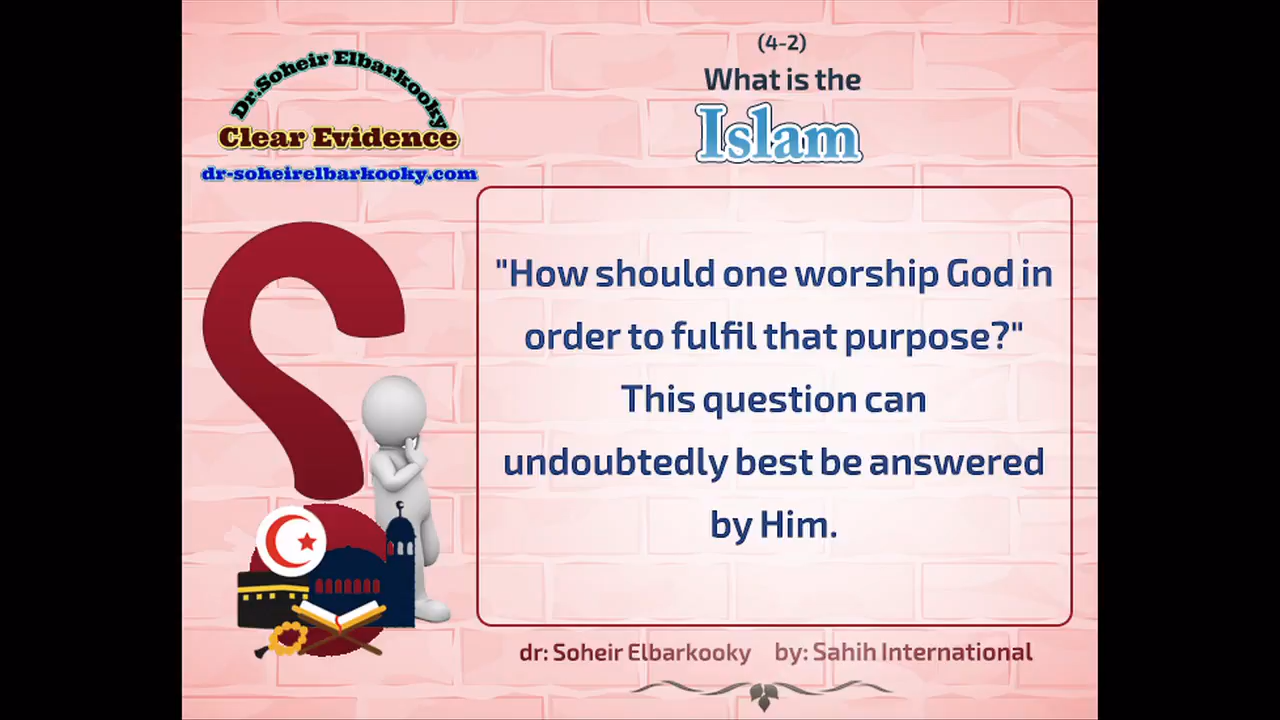 Dr.Soheir Elbarkooky
Clear Evidence
dr-soheirelbarkooky.com
(4-2)
What is the
Islam
"How should one worship God in
order to fulfil that purpose?"
This question can
undoubtedly best be answered
by Him.
dr: Soheir Elbarkooky by: Sahih International